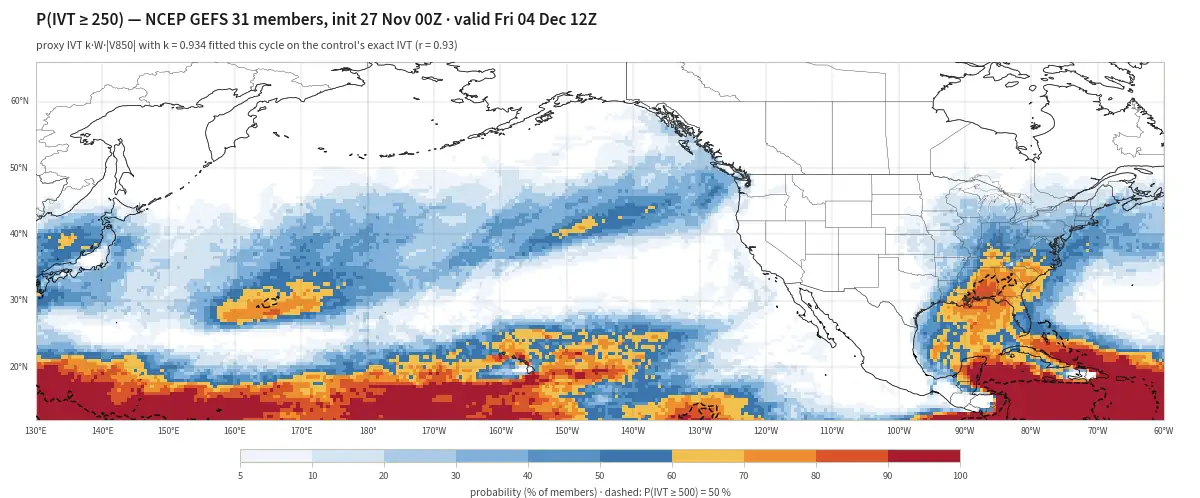 P(IVT ≥ 250) — NCEP GEFS 31 members, init 27 Nov 00Z · valid Fri 04 Dec 12Z
proxy IVT k·W·|V850| with k = 0.934 fitted this cycle on the control's exact IVT (r = 0.93)
60°N
50°N
40°N
30°N
20°N
130°E 140°E 150°E 160°E 170°E 180° 170°W 160°W 150°W 140°W 130°W 120°W 110°W 100°W 90°W 80°W 70°W 60°W
5 10 20 30 40 50 60 70 80 90 100
probability (% of members) · dashed: P(IVT ≥ 500) = 50 %